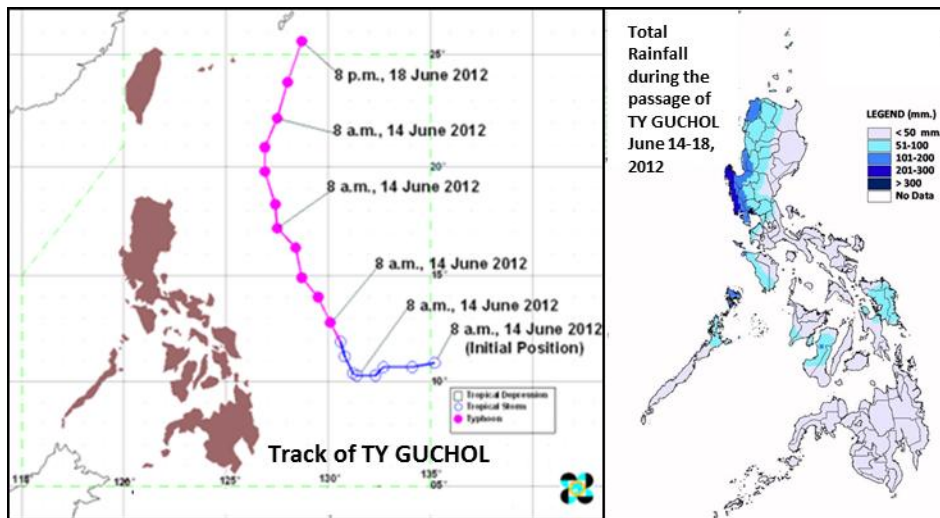 25°
8 p.m., 18 June 2012
8 a.m., 14 June 2012
20°
8 a.m., 14 June 2012
15°
8 a.m., 14 June 2012
8 a.m., 14 June 2012
8 a.m., 14 June 2012
(Initial Position)
10°
Tropical Depression
Tropical Storm
Typhoon
Track of TY GUCHOL
120
125
130
135
05°
Total
Rainfall
during the
passage of
TY GUCHOL
June 14-18,
2012
LEGEND (mm.)
< 50 mm
51-100
101-200
201-300
> 300
No Data